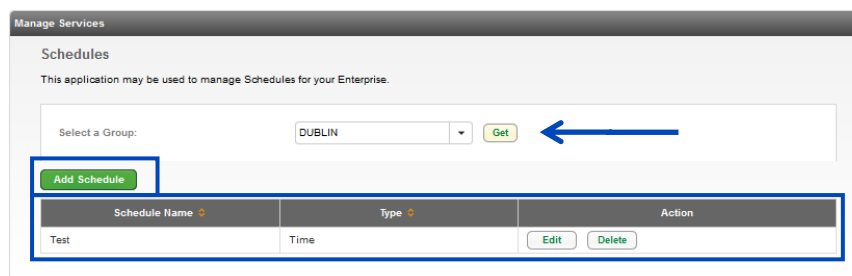 Manage Services
Schedules
This application may be used to manage Schedules for your Enterprise.
Select a Group: DUBLIN Get
Add Schedule
Schedule Name Type Action
Test Time Edit Delete